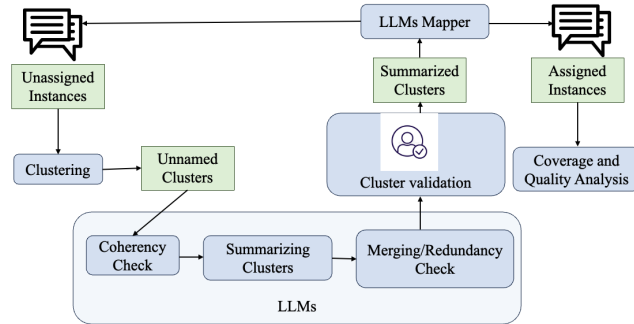 LLMs Mapper
Unassigned
Instances
Summarized
Clusters
Assigned
Instances
Clustering
Unnamed
Clusters
Cluster validation
Coverage and
Quality Analysis
Coherency
Check
Summarizing
Clusters
Merging/Redundancy
Check
LLMs